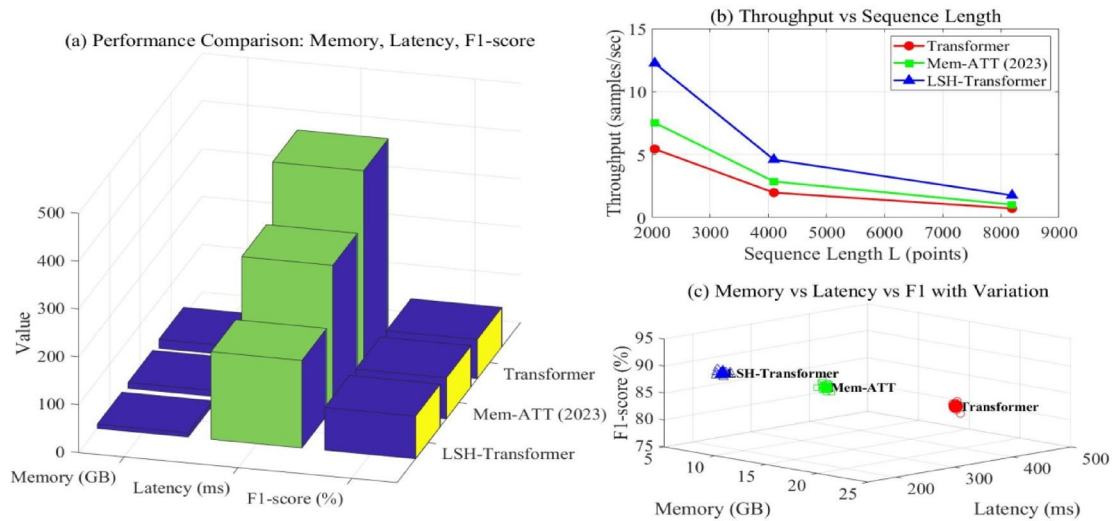 (a) Performance Comparison: Memory, Latency, F1-score
500
400
300
200
100
0
Value
Memory (GB)
Latency (ms)
F1-score (%)
Transformer
Mem-ATT (2023)
LSH-Transformer
(b) Throughput vs Sequence Length
15
10
5
0
Throughput (samples/sec)
Transformer
Mem-ATT (2023)
LSH-Transformer
2000 3000 4000 5000 6000 7000 8000 9000
Sequence Length L (points)
(c) Memory vs Latency vs F1 with Variation
95
90
85
80
75
F1-score (%)
SH-Transformer
Mem-ATT
Transformer
5 10 15 20 25
Memory (GB)
200 300 400 500
Latency (ms)